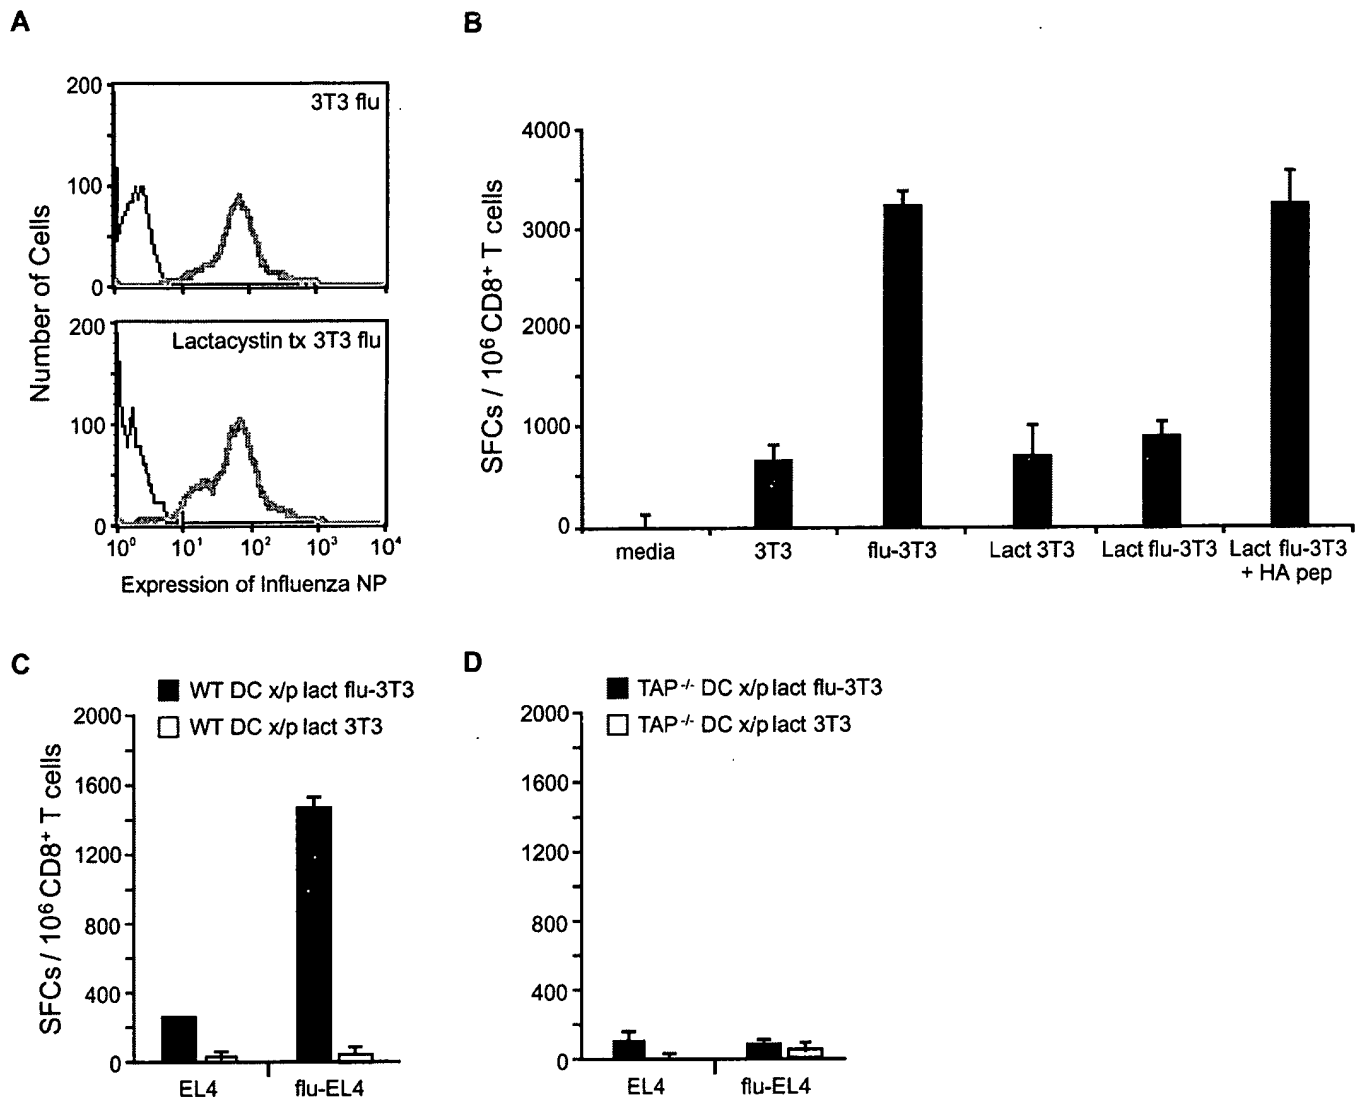 A
B
200
3T3 flu
100
0
200
Lactacystin tx 3T3 flu
100
0
10⁰ 10¹ 10² 10³ 10⁴
Number of Cells
Expression of Influenza NP
4000
3000
2000
1000
0
SFCs / 10⁶ CD8⁺ T cells
media 3T3 flu-3T3 Lact 3T3 Lact flu-3T3 Lact flu-3T3
+ HA pep
C
WT DC x/p lact flu-3T3
WT DC x/p lact 3T3
2000
1600
1200
800
400
0
SFCs / 10⁶ CD8⁺ T cells
EL4 flu-EL4
D
TAP⁻/⁻ DC x/p lact flu-3T3
TAP⁻/⁻ DC x/p lact 3T3
2000
1600
1200
800
400
0
EL4 flu-EL4